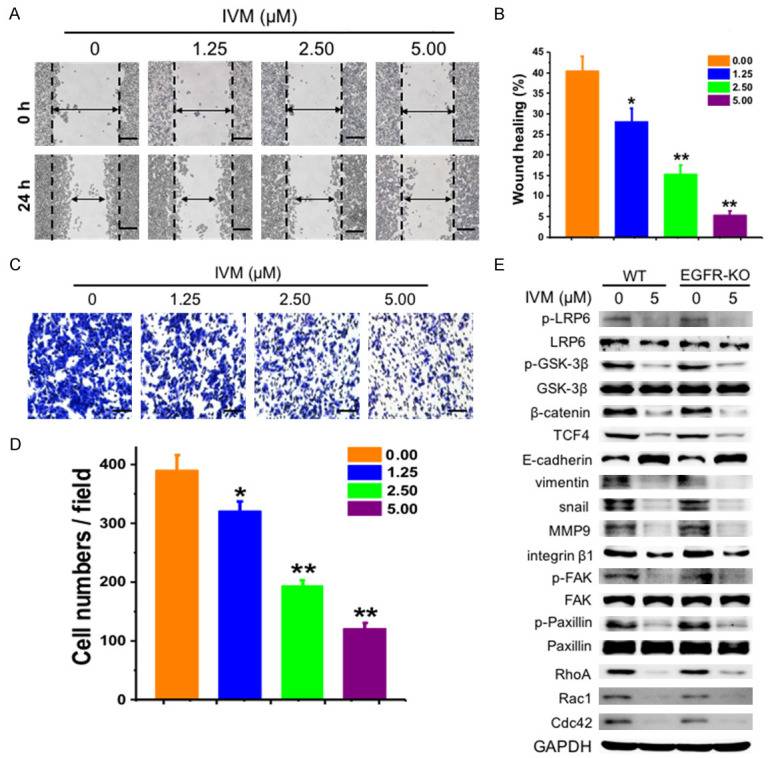 A
IVM (µM)
0 1.25 2.50 5.00
0 h
24 h
B
Wound healing (%)
45
40
35
30
25
20
15
10
5
0
0.00
1.25
2.50
5.00
*
**
**
C
IVM (µM)
0 1.25 2.50 5.00
D
Cell numbers / field
400
300
200
100
0
0.00
1.25
2.50
5.00
*
**
**
E
WT EGFR-KO
IVM (µM) 0 5 0 5
p-LRP6
LRP6
p-GSK-3β
GSK-3β
β-catenin
TCF4
E-cadherin
vimentin
snail
MMP9
integrin β1
p-FAK
FAK
p-Paxillin
Paxillin
RhoA
Rac1
Cdc42
GAPDH